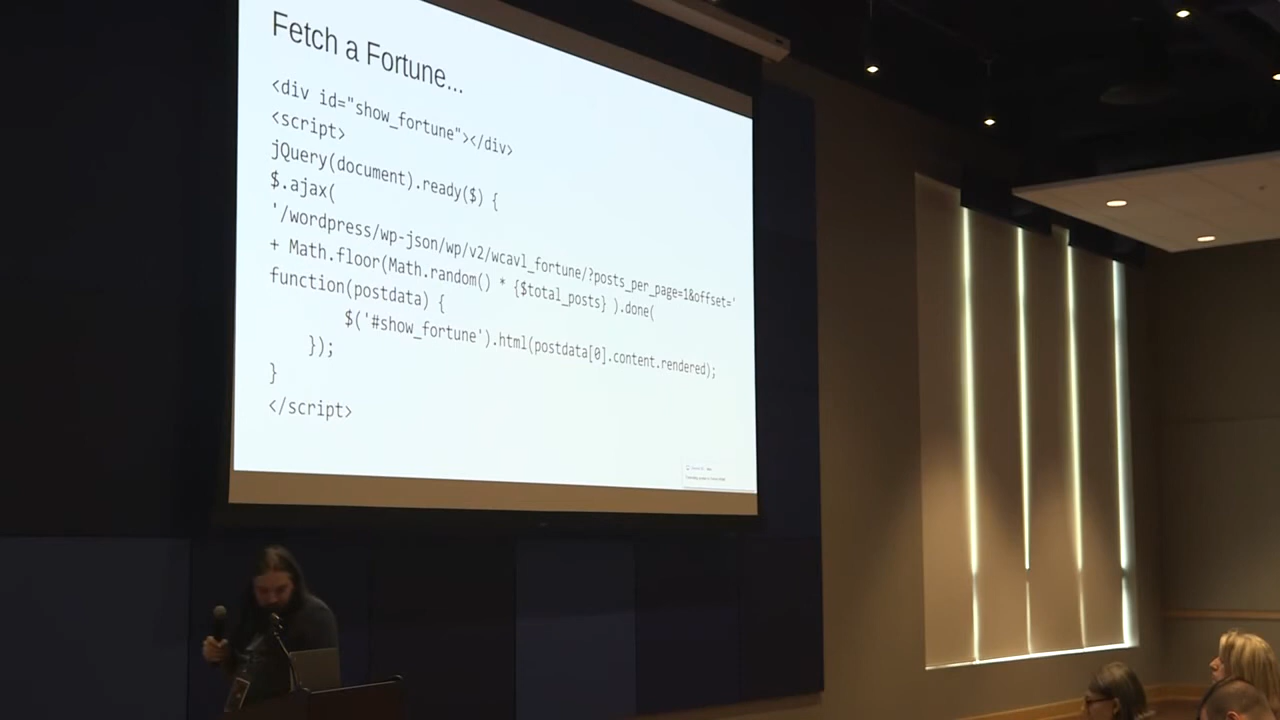 Fetch a Fortune...
<div id="show_fortune"></div>
<script>
jQuery(document).ready($) {
$.ajax(
'/wordpress/wp-json/wp/v2/wcavl_fortune/?posts_per_page=1&offset='
+ Math.floor(Math.random() * {$total_posts} ).done(
function(postdata) {
$('#show_fortune').html(postdata[0].content.rendered);
});
}
</script>